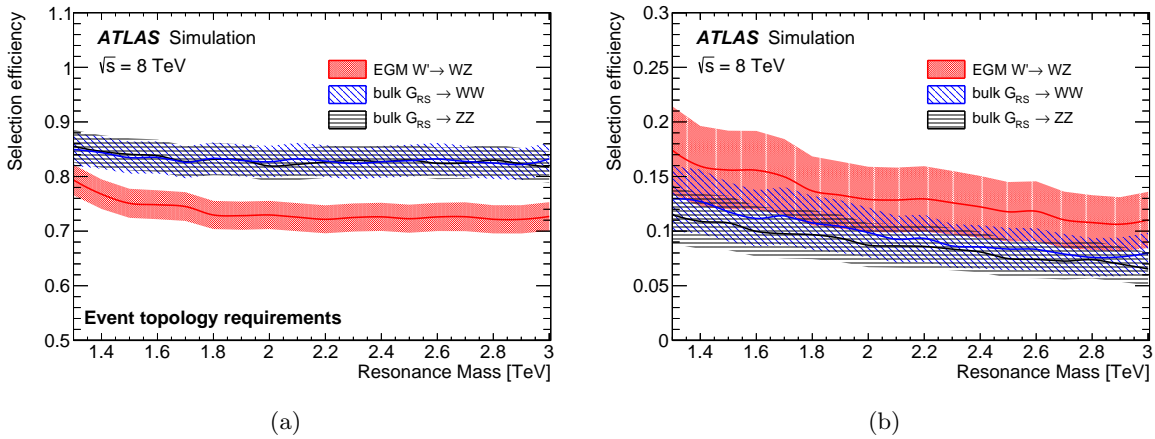 Selection efficiency
1.1
1
0.9
0.8
0.7
0.6
0.5
ATLAS Simulation
√s = 8 TeV
EGM W'→ WZ
bulk G_RS → WW
bulk G_RS → ZZ
Event topology requirements
1.4 1.6 1.8 2 2.2 2.4 2.6 2.8 3
Resonance Mass [TeV]
(a)
Selection efficiency
0.3
0.25
0.2
0.15
0.1
0.05
0
ATLAS Simulation
√s = 8 TeV
EGM W'→ WZ
bulk G_RS → WW
bulk G_RS → ZZ
1.4 1.6 1.8 2 2.2 2.4 2.6 2.8 3
Resonance Mass [TeV]
(b)